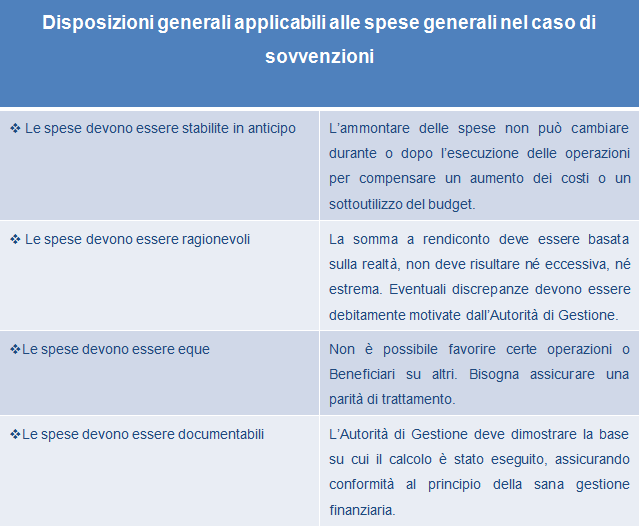 Disposizioni generali applicabili alle spese generali nel caso di
sovvenzioni
❖ Le spese devono essere stabilite in anticipo
L’ammontare delle spese non può cambiare
durante o dopo l’esecuzione delle operazioni
per compensare un aumento dei costi o un
sottoutilizzo del budget.
❖ Le spese devono essere ragionevoli
La somma a rendiconto deve essere basata
sulla realtà, non deve risultare né eccessiva, né
estrema. Eventuali discrepanze devono essere
debitamente motivate dall’Autorità di Gestione.
❖Le spese devono essere eque
Non è possibile favorire certe operazioni o
Beneficiari su altri. Bisogna assicurare una
parità di trattamento.
❖Le spese devono essere documentabili
L’Autorità di Gestione deve dimostrare la base
su cui il calcolo è stato eseguito, assicurando
conformità al principio della sana gestione
finanziaria.